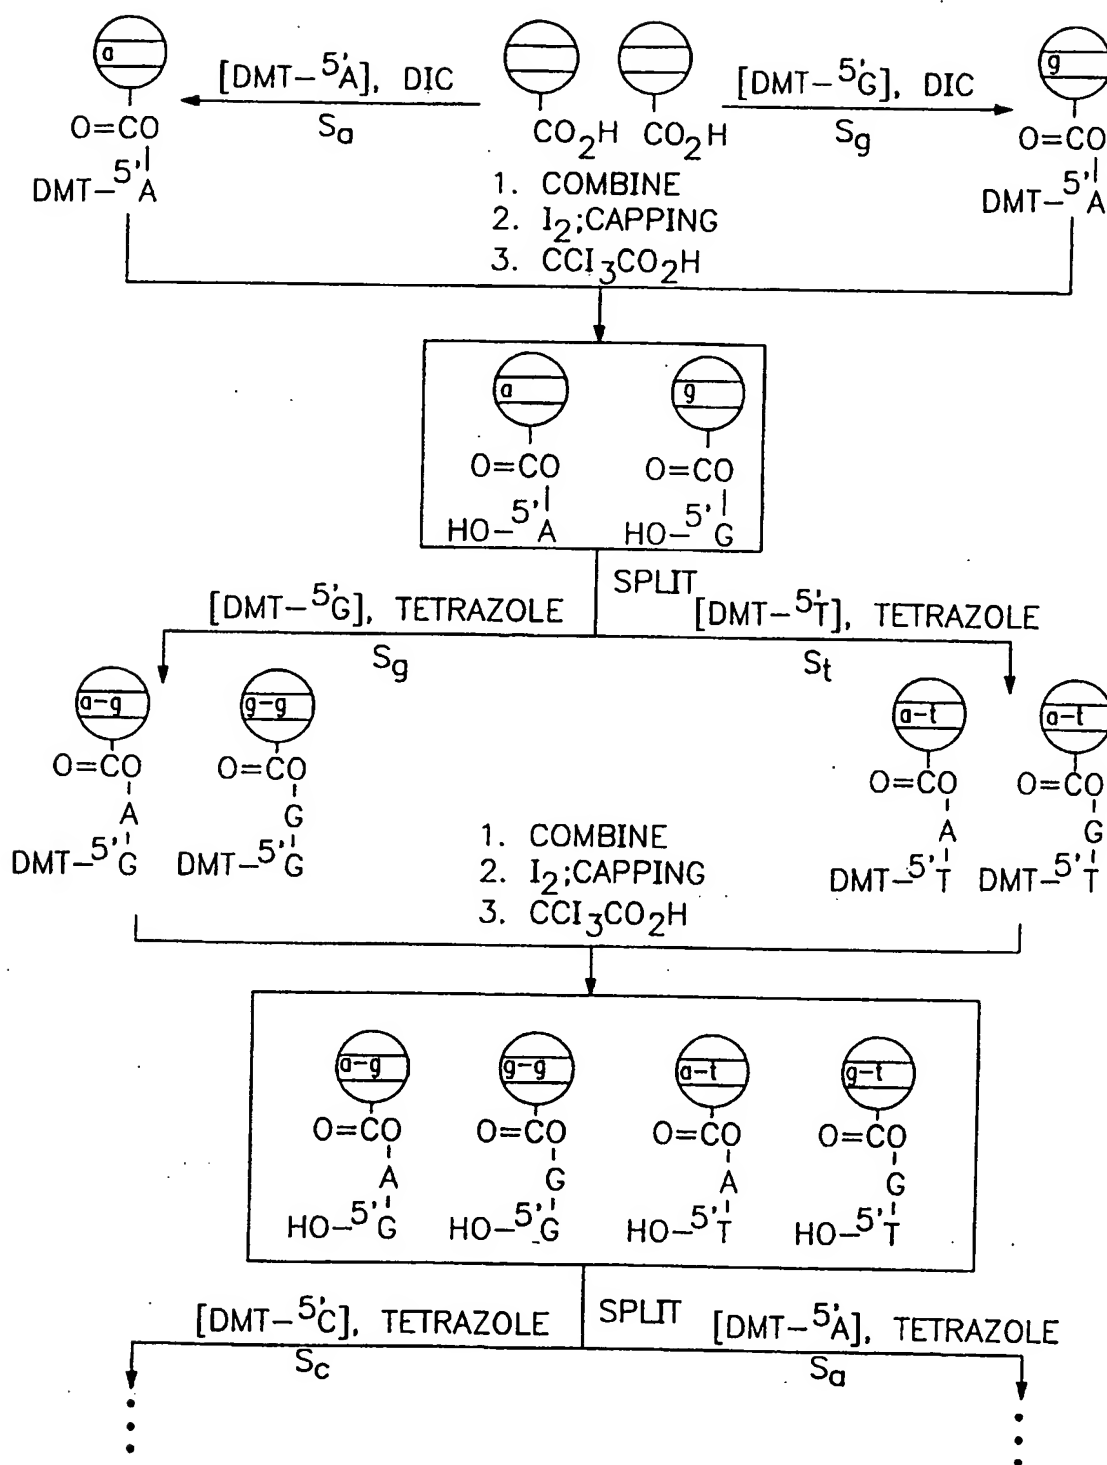 a
[DMT–5'A], DIC
Sa
[DMT–5'G], DIC
Sg
g
O=CO
5'
DMT– A
CO2H
CO2H
O=CO
5'
DMT– A
1. COMBINE
2. I2;CAPPING
3. CCI3CO2H
a
g
O=CO
O=CO
HO–5'A
HO–5'G
SPLIT
[DMT–5'G], TETRAZOLE
[DMT–5'T], TETRAZOLE
Sg
St
a-g
g-g
a-t
a-t
O=CO
O=CO
O=CO
O=CO
A
G
A
G
DMT–5'G
DMT–5'G
DMT–5'T
DMT–5'T
1. COMBINE
2. I2;CAPPING
3. CCI3CO2H
a-g
g-g
a-t
g-t
O=CO
O=CO
O=CO
O=CO
A
G
A
G
HO–5'G
HO–5'G
HO–5'T
HO–5'T
SPLIT
[DMT–5'C], TETRAZOLE
[DMT–5'A], TETRAZOLE
Sc
Sa